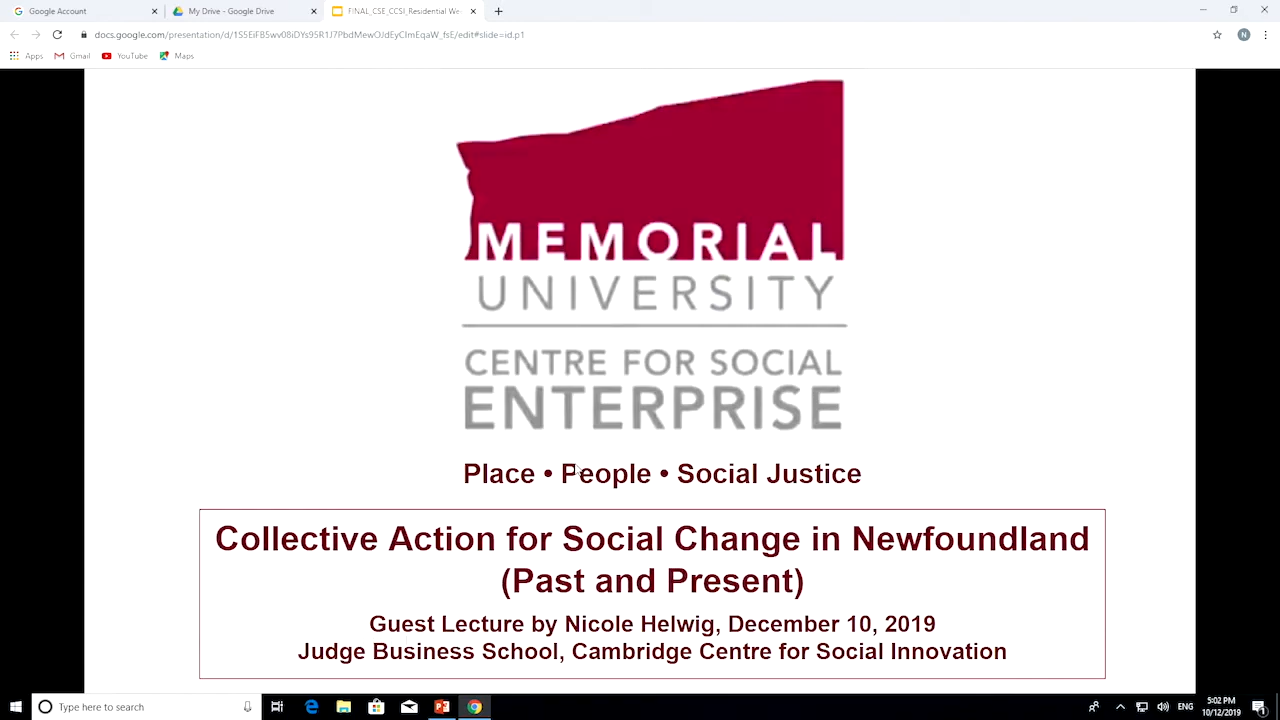 Google Account
My Drive - Google Drive
FINAL_CSE_CCSI_Residential We
Apps
Gmail
YouTube
Maps
N
MEMORIAL
UNIVERSITY
CENTRE FOR SOCIAL
ENTERPRISE
Place • People • Social Justice
Collective Action for Social Change in Newfoundland
(Past and Present)
Guest Lecture by Nicole Helwig, December 10, 2019
Judge Business School, Cambridge Centre for Social Innovation
Type here to search
ENG
5:02 PM
10/12/2019